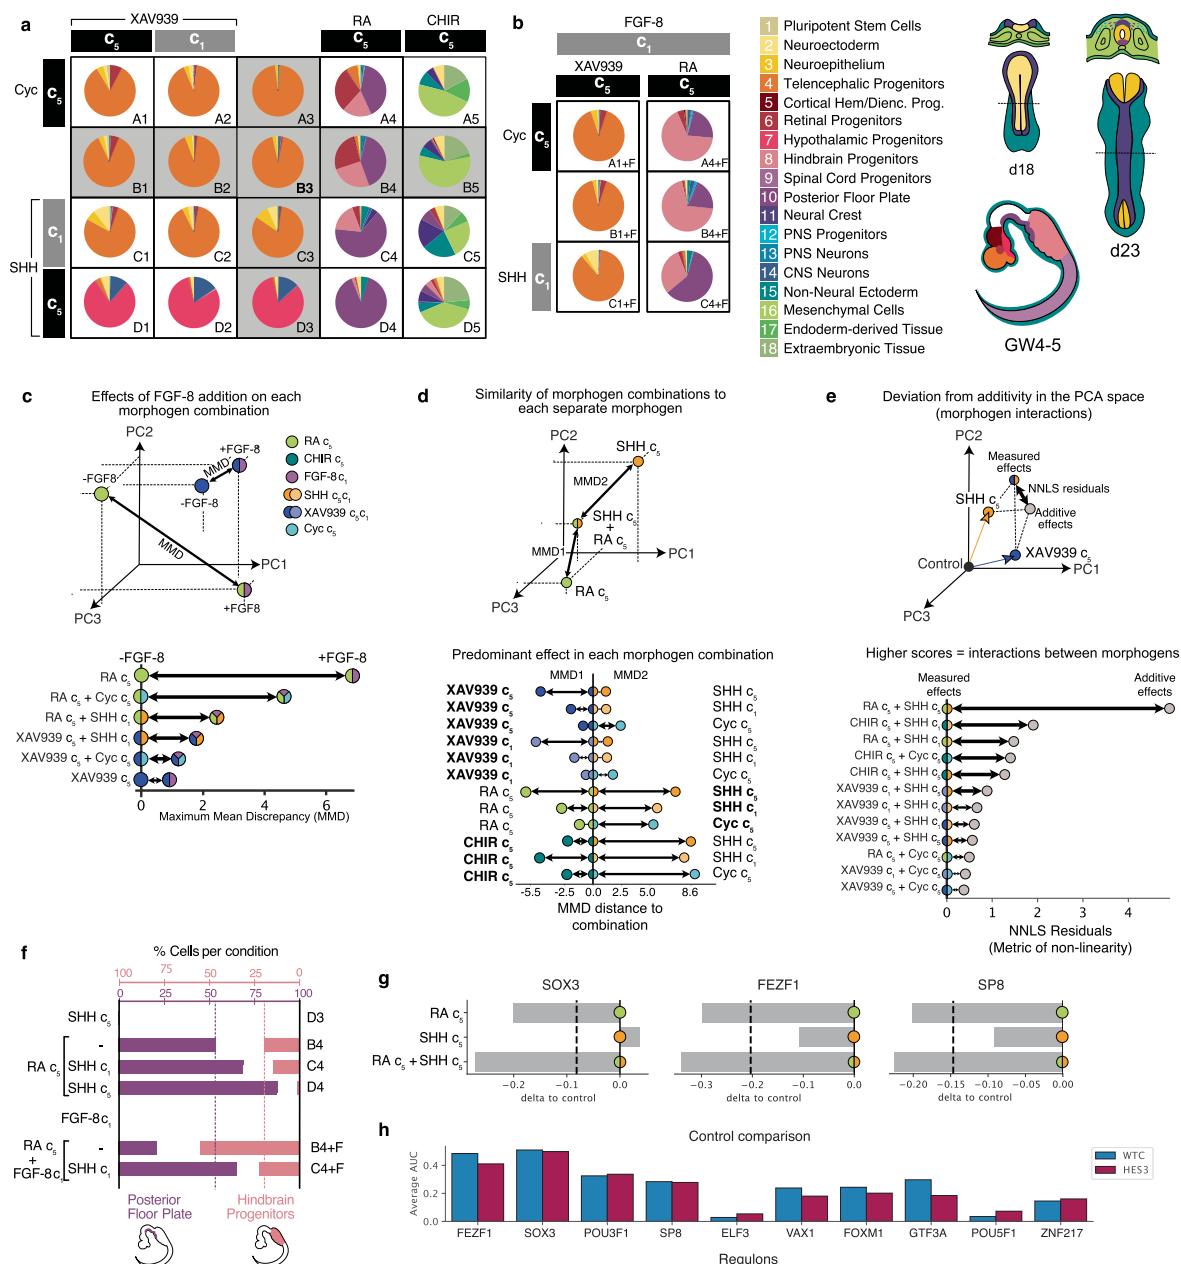 a
XAV939
RA
CHIR
C5
C1
C5
C5
Cyc
C5
C1
SHH
C5
A1
A2
A3
A4
A5
B1
B2
B3
B4
B5
C1
C2
C3
C4
C5
D1
D2
D3
D4
D5
b
FGF-8
C1
XAV939
RA
C5
C5
Cyc
C5
SHH
C1
A1+F
A4+F
B1+F
B4+F
C1+F
C4+F
1 Pluripotent Stem Cells
2 Neuroectoderm
3 Neuroepithelium
4 Telencephalic Progenitors
5 Cortical Hem/Dienc. Prog.
6 Retinal Progenitors
7 Hypothalamic Progenitors
8 Hindbrain Progenitors
9 Spinal Cord Progenitors
10 Posterior Floor Plate
11 Neural Crest
12 PNS Progenitors
13 PNS Neurons
14 CNS Neurons
15 Non-Neural Ectoderm
16 Mesenchymal Cells
17 Endoderm-derived Tissue
18 Extraembryonic Tissue
d18
d23
GW4-5
c
Effects of FGF-8 addition on each
morphogen combination
PC2
PC1
PC3
+FGF-8
MMD
-FGF-8
-FGF8
MMD
+FGF8
RA c5
CHIR c5
FGF-8c1
SHH c5c1
XAV939 c5c1
Cyc c5
-FGF-8
+FGF-8
RA c5
RA c5 + Cyc c5
RA c5 + SHH c1
XAV939 c5 + SHH c1
XAV939 c5 + Cyc c5
XAV939 c5
0
2
4
6
Maximum Mean Discrepancy (MMD)
d
Similarity of morphogen combinations to
each separate morphogen
PC2
SHH c5
MMD2
SHH c5
+
RA c5
MMD1
PC1
RA c5
PC3
Predominant effect in each morphogen combination
MMD1
MMD2
XAV939 c5
SHH c5
XAV939 c5
SHH c1
XAV939 c5
Cyc c5
XAV939 c1
SHH c5
XAV939 c1
SHH c1
XAV939 c1
Cyc c5
RA c5
SHH c5
RA c5
SHH c1
RA c5
Cyc c5
CHIR c5
SHH c5
CHIR c5
SHH c1
CHIR c5
Cyc c5
-5.5
-2.5
0.0
2.5
5.0
8.6
MMD distance to
combination
e
Deviation from additivity in the PCA space
(morphogen interactions)
PC2
Measured
effects
SHH c5
NNLS residuals
Additive
effects
XAV939 c5
Control
PC1
PC3
Higher scores = interactions between morphogens
Measured
effects
Additive
effects
RA c5 + SHH c5
CHIR c5 + SHH c5
RA c5 + SHH c1
CHIR c5 + Cyc c5
CHIR c5 + SHH c1
XAV939 c1 + SHH c5
XAV939 c5 + SHH c1
XAV939 c5 + SHH c5
XAV939 c1 + SHH c1
RA c5 + Cyc c5
XAV939 c1 + Cyc c5
XAV939 c5 + Cyc c5
0
1
2
3
4
NNLS Residuals
(Metric of non-linearity)
f
% Cells per condition
100
75
50
25
0
0
25
50
75
100
SHH c5
D3
RA c5
-
B4
SHH c1
C4
SHH c5
D4
FGF-8c1
RA c5
+
FGF-8c1
-
B4+F
SHH c1
C4+F
Posterior
Floor Plate
Hindbrain
Progenitors
g
SOX3
FEZF1
SP8
RA c5
SHH c5
RA c5 + SHH c5
−0.2
0.0
delta to control
−0.3
−0.2
−0.1
0.0
delta to control
−0.20
−0.15
−0.10
−0.05
0.00
delta to control
h
Control comparison
WTC
HES3
Average AUC
0.4
0.2
0.0
FEZF1
SOX3
POU3F1
SP8
ELF3
VAX1
FOXM1
GTF3A
POU5F1
ZNF217
Regulons